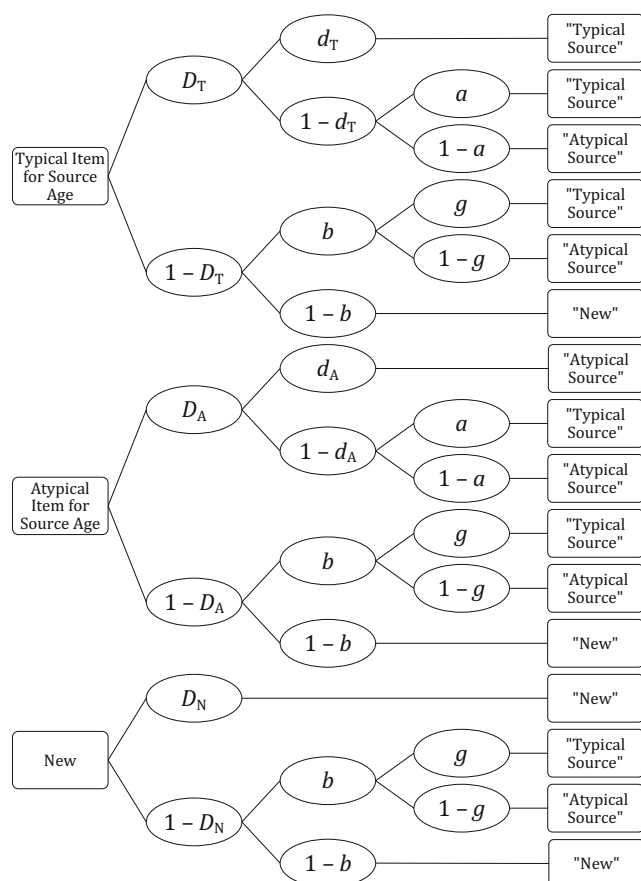 d_T
"Typical
Source"
D_T
1 – d_T
a
"Typical
Source"
1 – a
"Atypical
Source"
Typical Item
for Source
Age
1 – D_T
b
g
"Typical
Source"
1 – g
"Atypical
Source"
1 – b
"New"
d_A
"Atypical
Source"
D_A
1 – d_A
a
"Typical
Source"
1 – a
"Atypical
Source"
Atypical
Item for
Source Age
1 – D_A
b
g
"Typical
Source"
1 – g
"Atypical
Source"
1 – b
"New"
D_N
"New"
New
1 – D_N
b
g
"Typical
Source"
1 – g
"Atypical
Source"
1 – b
"New"